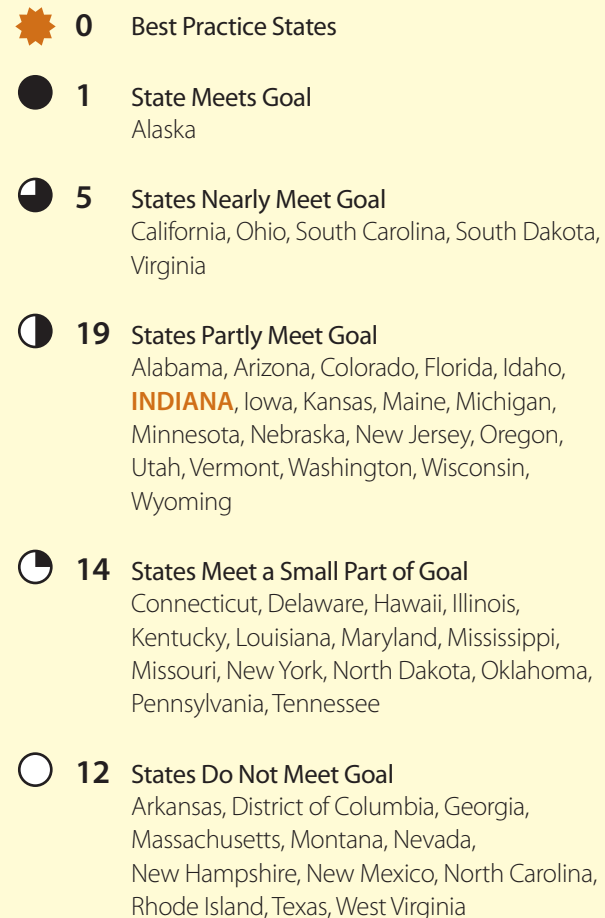 0 Best Practice States
1 State Meets Goal
Alaska
5 States Nearly Meet Goal
California, Ohio, South Carolina, South Dakota,
Virginia
19 States Partly Meet Goal
Alabama, Arizona, Colorado, Florida, Idaho,
INDIANA, Iowa, Kansas, Maine, Michigan,
Minnesota, Nebraska, New Jersey, Oregon,
Utah, Vermont, Washington, Wisconsin,
Wyoming
14 States Meet a Small Part of Goal
Connecticut, Delaware, Hawaii, Illinois,
Kentucky, Louisiana, Maryland, Mississippi,
Missouri, New York, North Dakota, Oklahoma,
Pennsylvania, Tennessee
12 States Do Not Meet Goal
Arkansas, District of Columbia, Georgia,
Massachusetts, Montana, Nevada,
New Hampshire, New Mexico, North Carolina,
Rhode Island, Texas, West Virginia